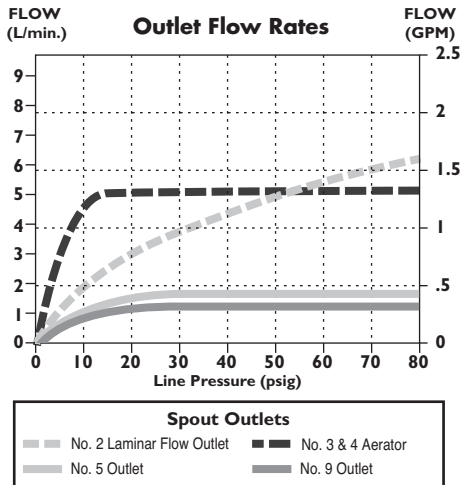 FLOW
(L/min.)
Outlet Flow Rates
FLOW
(GPM)
9
8
7
6
5
4
3
2
1
0
2.5
2
1.5
1
.5
0
0 10 20 30 40 50 60 70 80
Line Pressure (psig)
Spout Outlets
No. 2 Laminar Flow Outlet No. 3 & 4 Aerator
No. 5 Outlet No. 9 Outlet